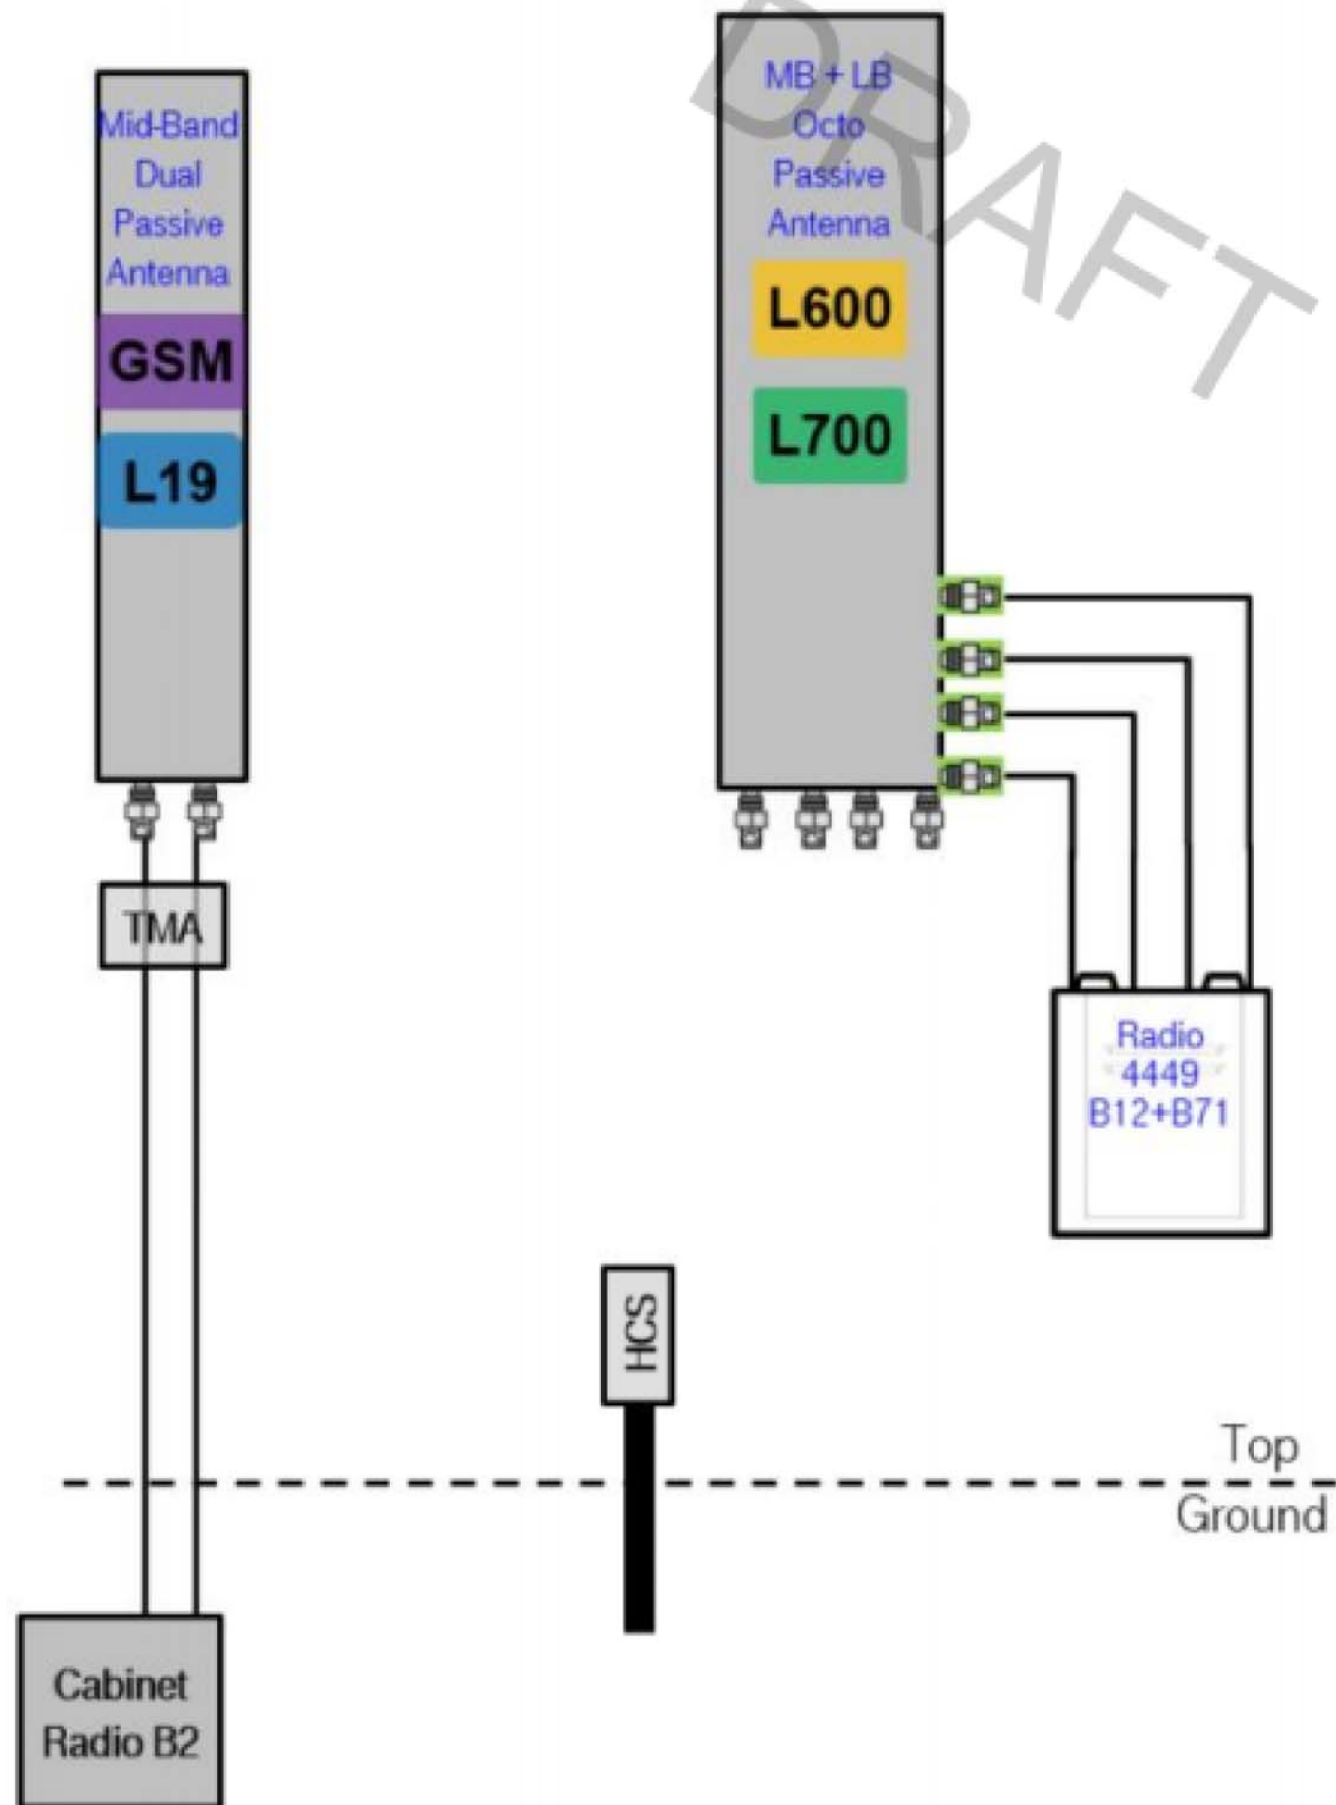 DRAFT
Mid-Band
Dual
Passive
Antenna
GSM
L19
TMA
MB + LB
Octo
Passive
Antenna
L600
L700
Radio
4449
B12+B71
HCS
Top
Ground
Cabinet
Radio B2